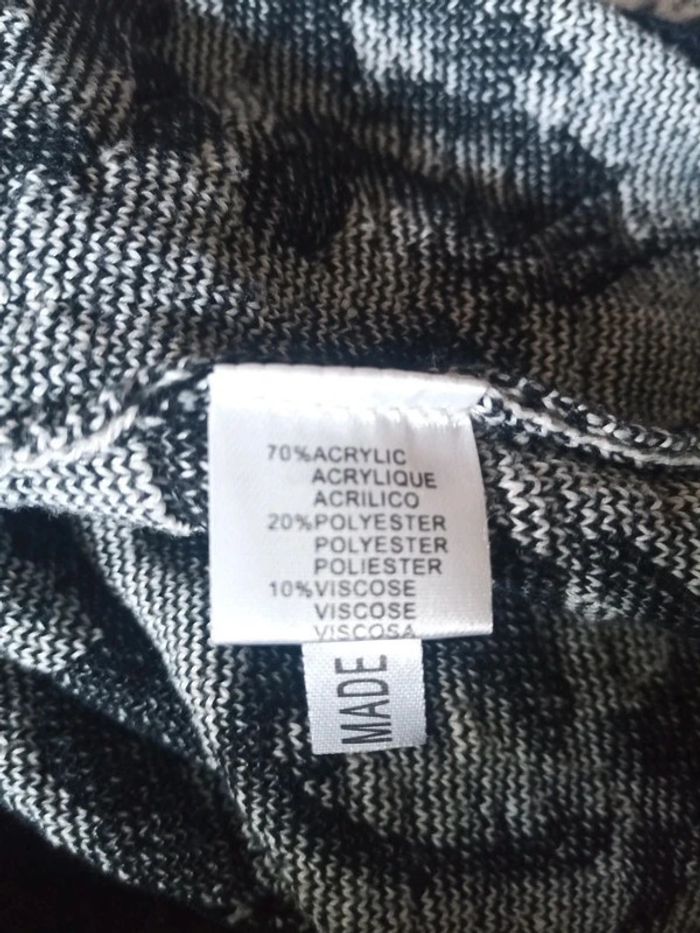 70%ACRYLIC
ACRYLIQUE
ACRILICO
20%POLYESTER
POLYESTER
POLIESTER
10%VISCOSE
VISCOSE
VISCOSA
MADE